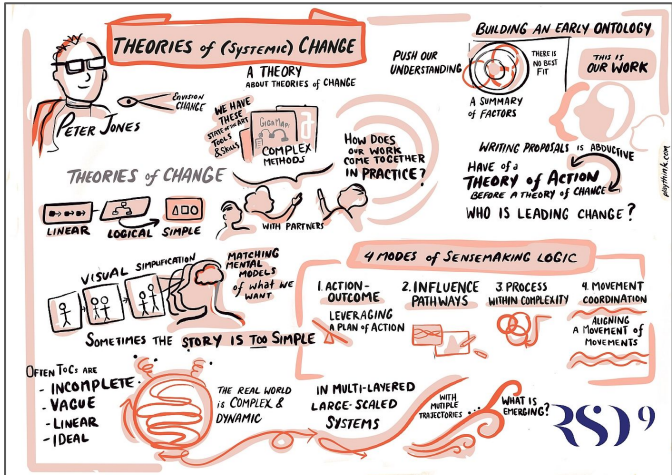 THEORIES of (SYSTEMIC) CHANGE
PETER JONES
ENVISION
CHANGE
A THEORY
ABOUT THEORIES of CHANGE
WE HAVE
THESE
STATE of the ART
TOOLS
& SKILLS
GIGAMAP
COMPLEX
METHODS
HOW DOES
OUR WORK
COME TOGETHER
IN PRACTICE?
WITH PARTNERS
THEORIES of CHANGE
LINEAR
LOGICAL
SIMPLE
VISUAL SIMPLIFICATION
MATCHING
MENTAL
MODELS
of WHAT WE
WANT
SOMETIMES THE STORY IS TOO SIMPLE
OFTEN TOCs ARE
- INCOMPLETE
- VAGUE
- LINEAR
- IDEAL
THE REAL WORLD
is COMPLEX &
DYNAMIC
IN MULTI-LAYERED
LARGE-SCALED
SYSTEMS
WITH
MUTIPLE
TRAJECTORIES
WHAT IS
EMERGING?
BUILDING AN EARLY ONTOLOGY
PUSH OUR
UNDERSTANDING
THERE IS
NO BEST
FIT
A SUMMARY
of FACTORS
THIS IS
OUR WORK
WRITING PROPOSALS is ABDUCTIVE
HAVE of a
THEORY of ACTION
BEFORE A THEORY of CHANGE
WHO IS LEADING CHANGE?
playthink.com
4 MODES of SENSEMAKING LOGIC
1. ACTION-
OUTCOME
LEVERAGING
A PLAN of ACTION
2. INFLUENCE
PATHWAYS
3. PROCESS
WITHIN COMPLEXITY
4. MOVEMENT
COORDINATION
ALIGNING
A MOVEMENT of
MOVEMENTS
RSD9